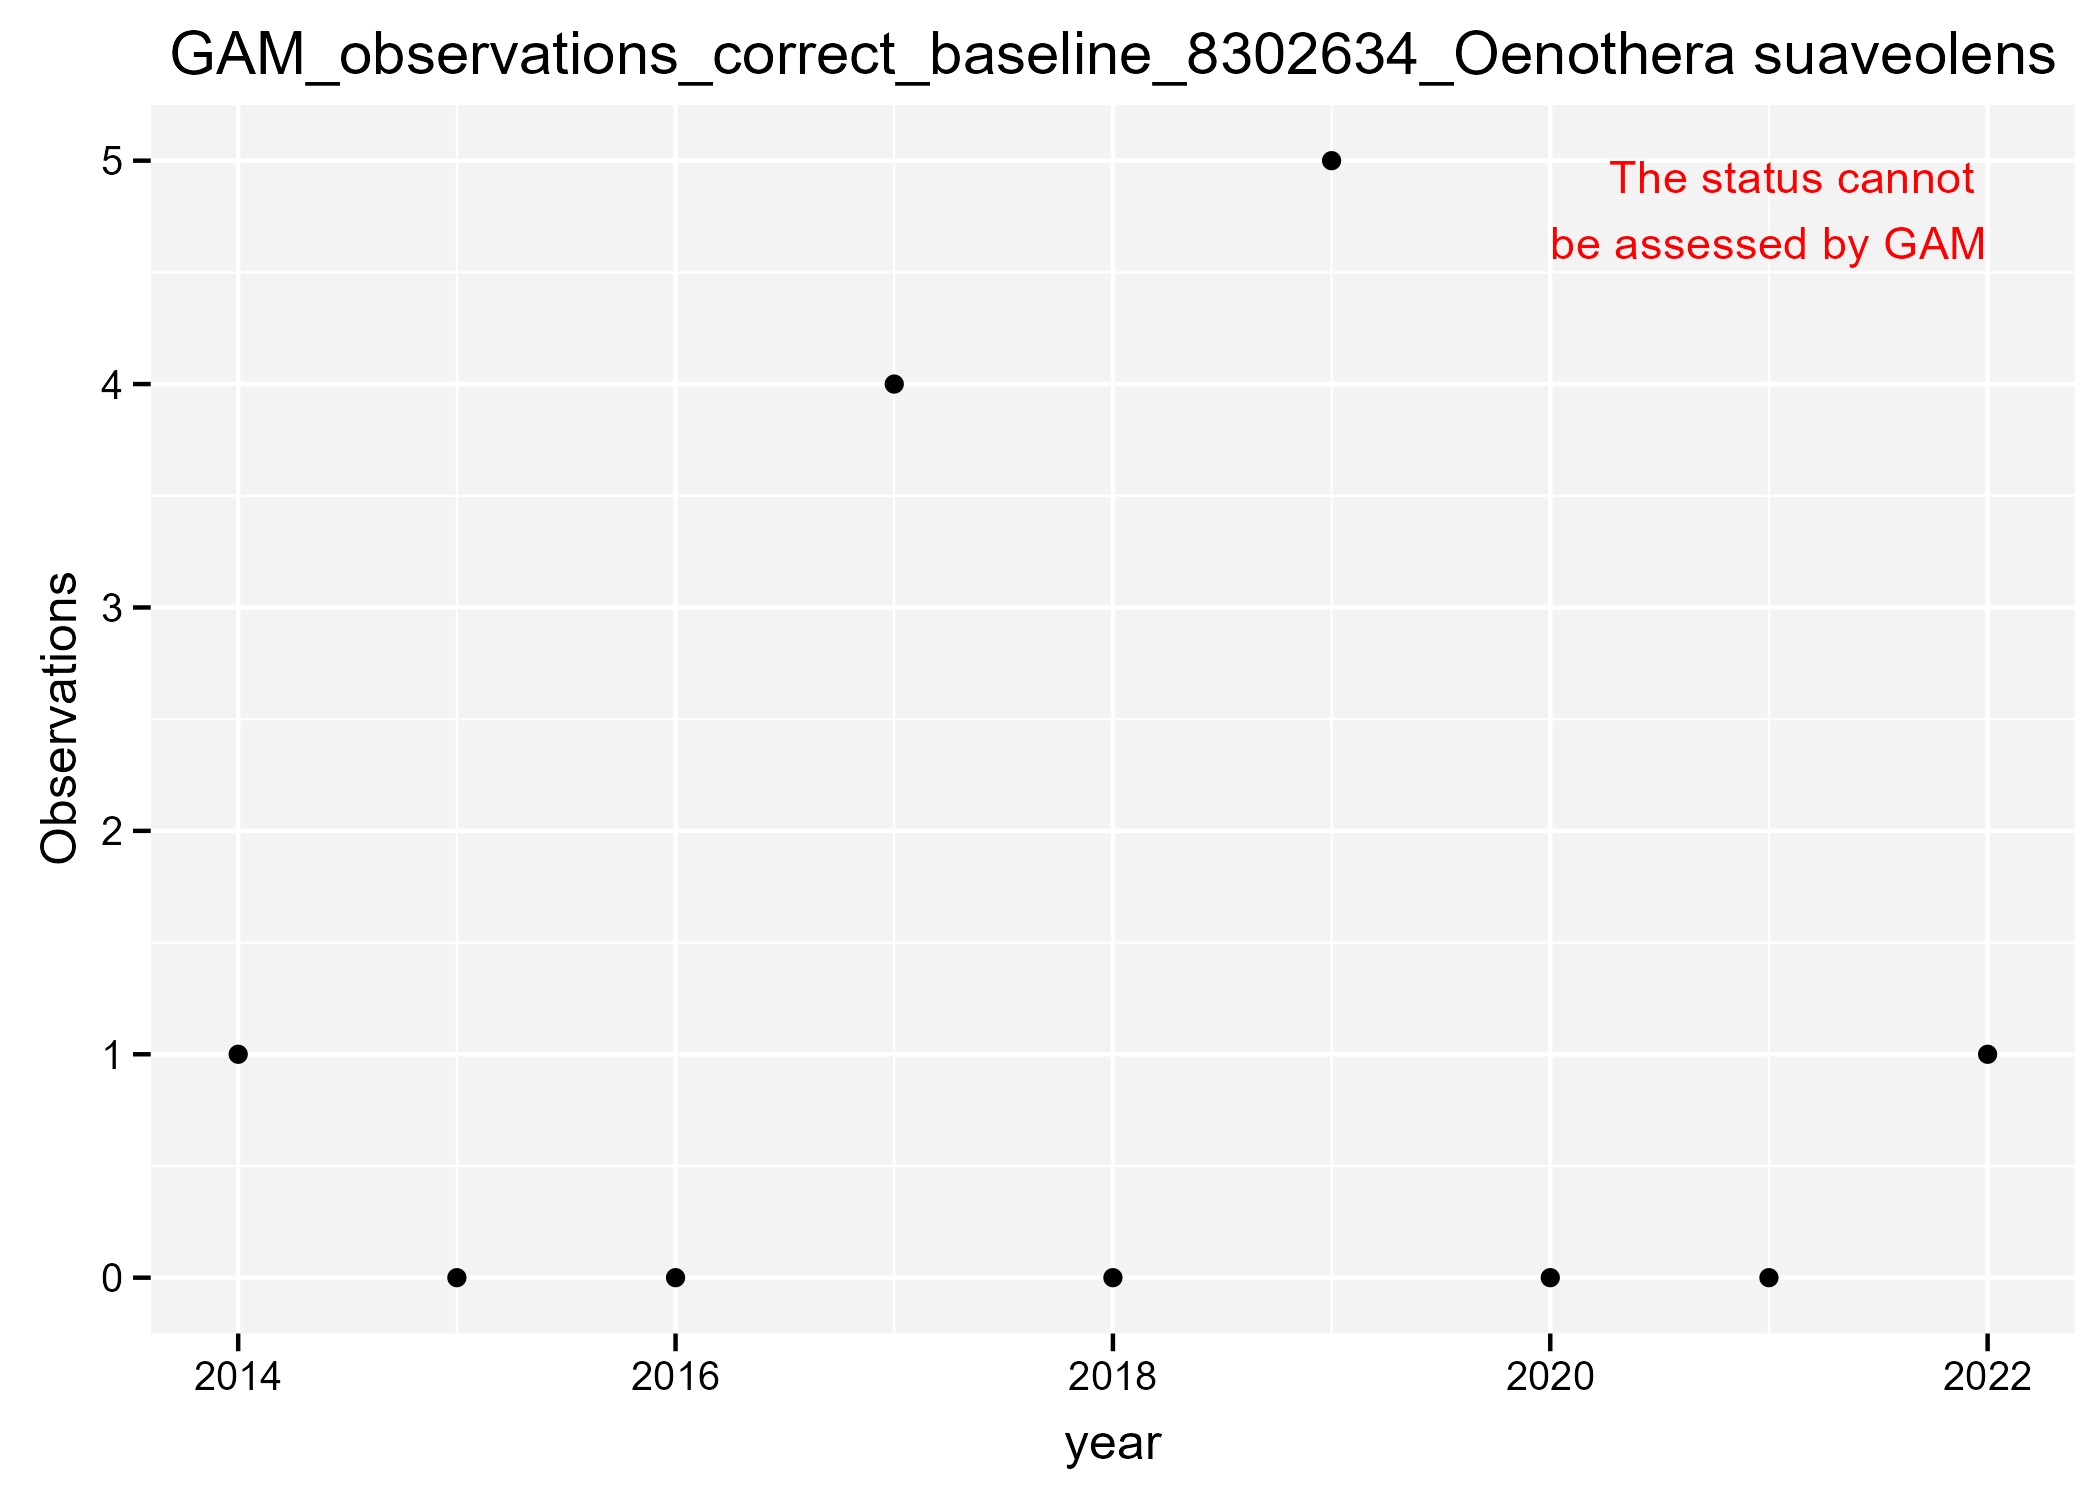 GAM_observations_correct_baseline_8302634_Oenothera suaveolens
The status cannot
be assessed by GAM
Observations
5
4
3
2
1
0
2014 2016 2018 2020 2022
year